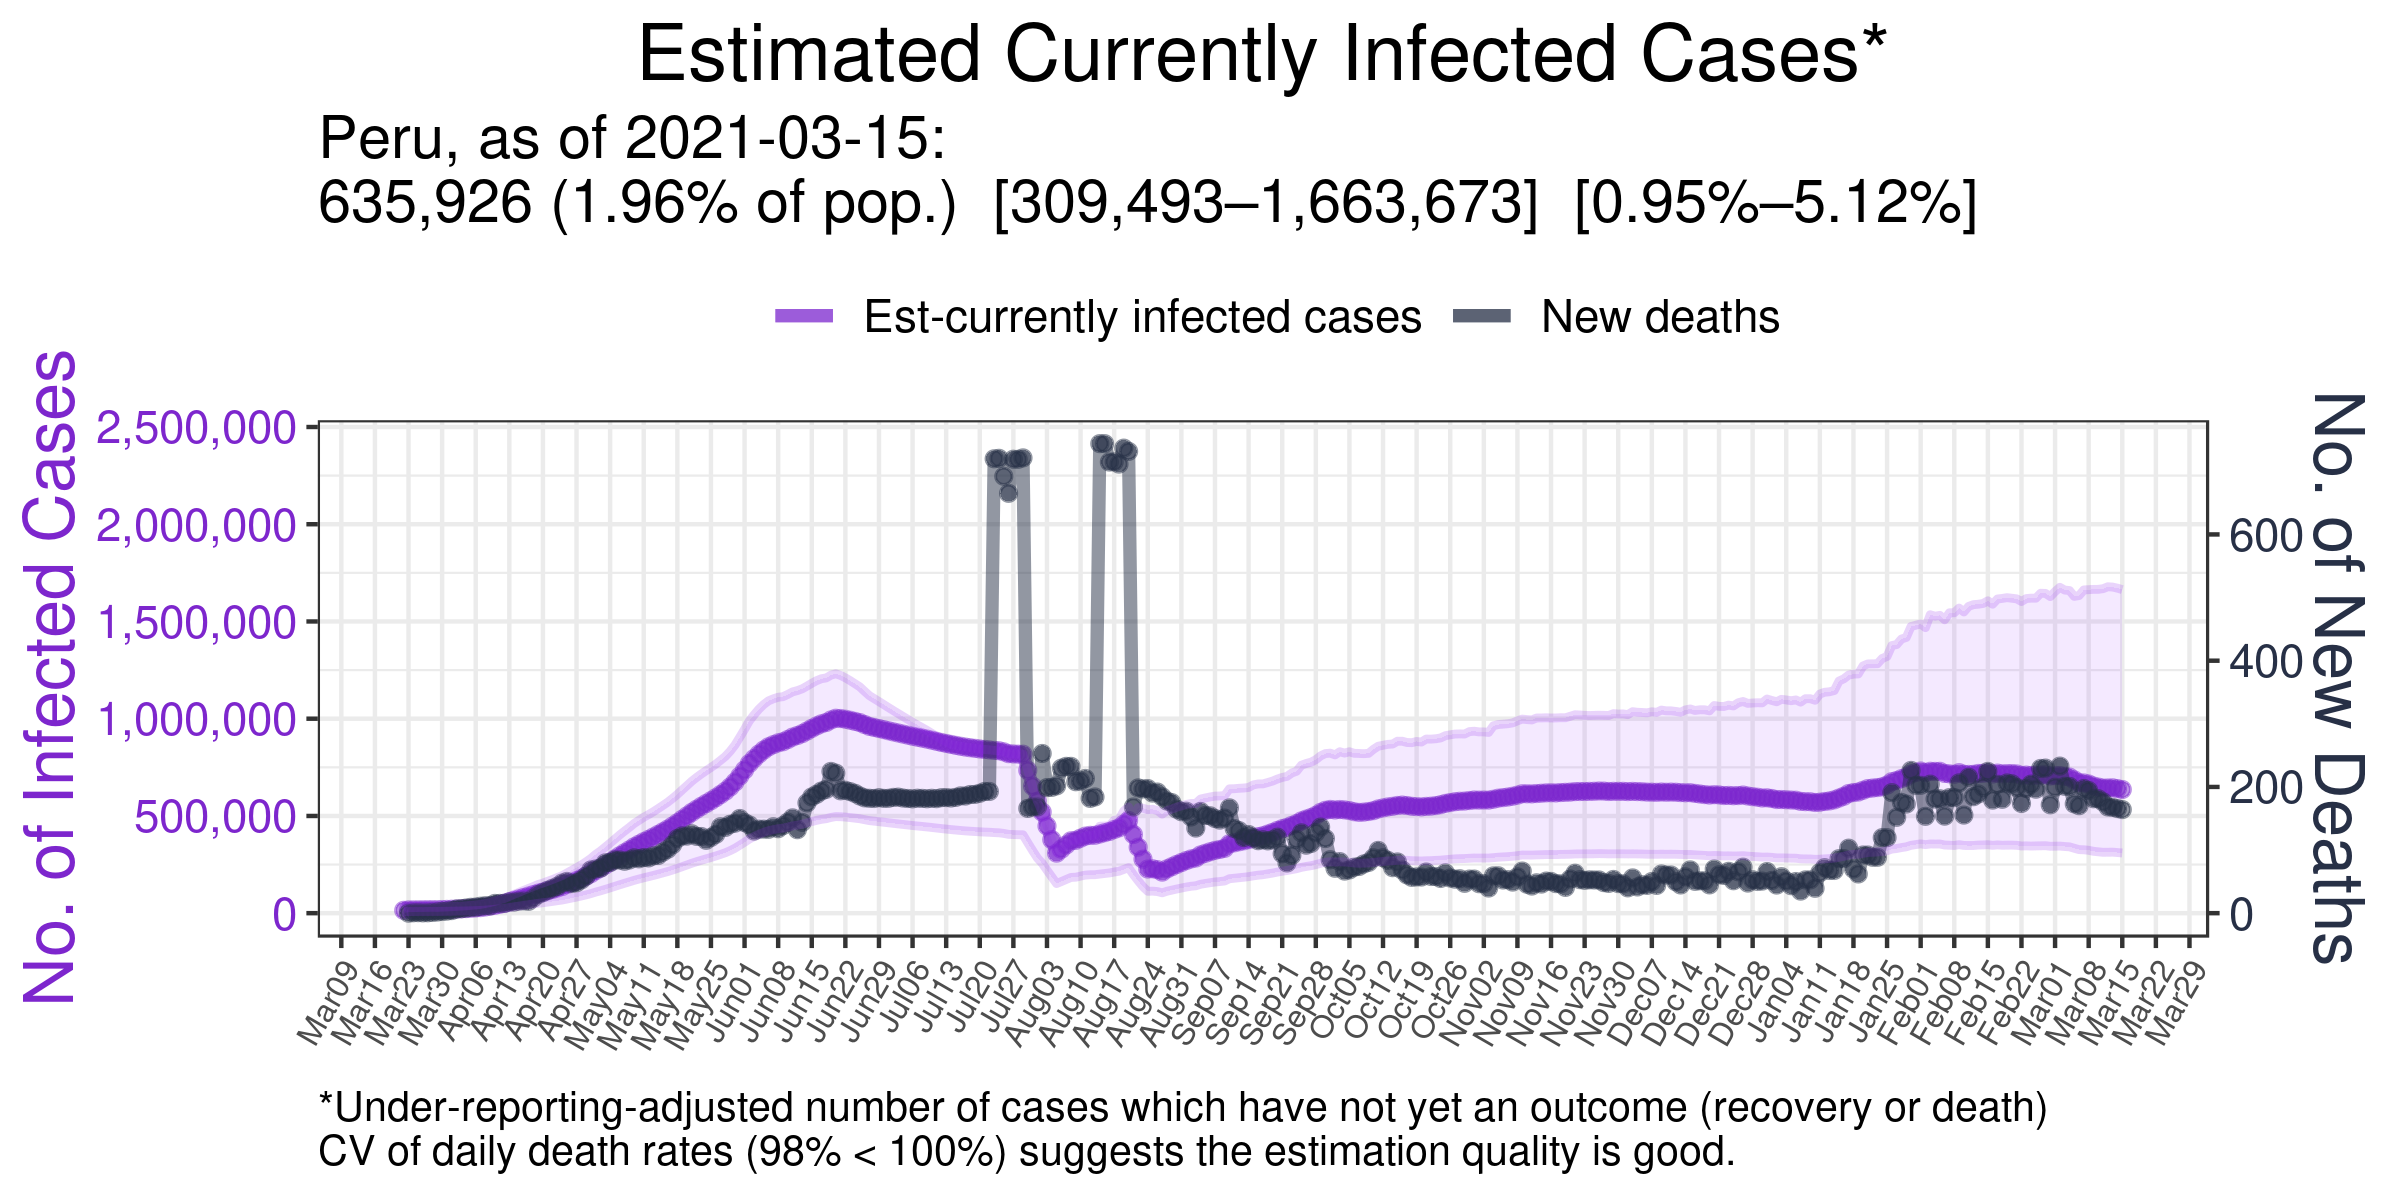 Estimated Currently Infected Cases*
Peru, as of 2021-03-15:
635,926 (1.96% of pop.) [309,493–1,663,673] [0.95%–5.12%]
Est-currently infected cases
New deaths
No. of Infected Cases
2,500,000
2,000,000
1,500,000
1,000,000
500,000
0
No. of New Deaths
600
400
200
0
Mar09
Mar16
Mar23
Mar30
Apr06
Apr13
Apr20
Apr27
May04
May11
May18
May25
Jun01
Jun08
Jun15
Jun22
Jun29
Jul06
Jul13
Jul20
Jul27
Aug03
Aug10
Aug17
Aug24
Aug31
Sep07
Sep14
Sep21
Sep28
Oct05
Oct12
Oct19
Oct26
Nov02
Nov09
Nov16
Nov23
Nov30
Dec07
Dec14
Dec21
Dec28
Jan04
Jan11
Jan18
Jan25
Feb01
Feb08
Feb15
Feb22
Mar01
Mar08
Mar15
Mar22
Mar29
*Under-reporting-adjusted number of cases which have not yet an outcome (recovery or death)
CV of daily death rates (98% < 100%) suggests the estimation quality is good.